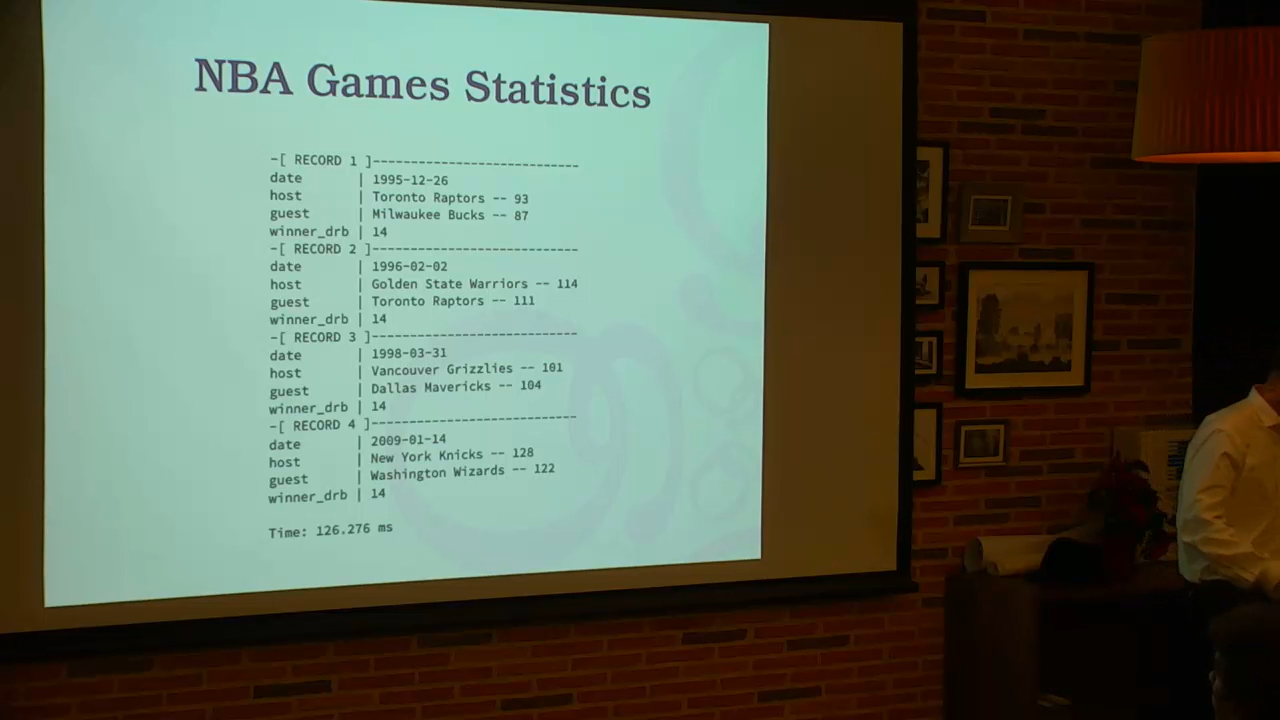 NBA Games Statistics
-[ RECORD 1 ]---------------------------
date | 1995-12-26
host | Toronto Raptors -- 93
guest | Milwaukee Bucks -- 87
winner_drb | 14
-[ RECORD 2 ]---------------------------
date | 1996-02-02
host | Golden State Warriors -- 114
guest | Toronto Raptors -- 111
winner_drb | 14
-[ RECORD 3 ]---------------------------
date | 1998-03-31
host | Vancouver Grizzlies -- 101
guest | Dallas Mavericks -- 104
winner_drb | 14
-[ RECORD 4 ]---------------------------
date | 2009-01-14
host | New York Knicks -- 128
guest | Washington Wizards -- 122
winner_drb | 14
Time: 126.276 ms